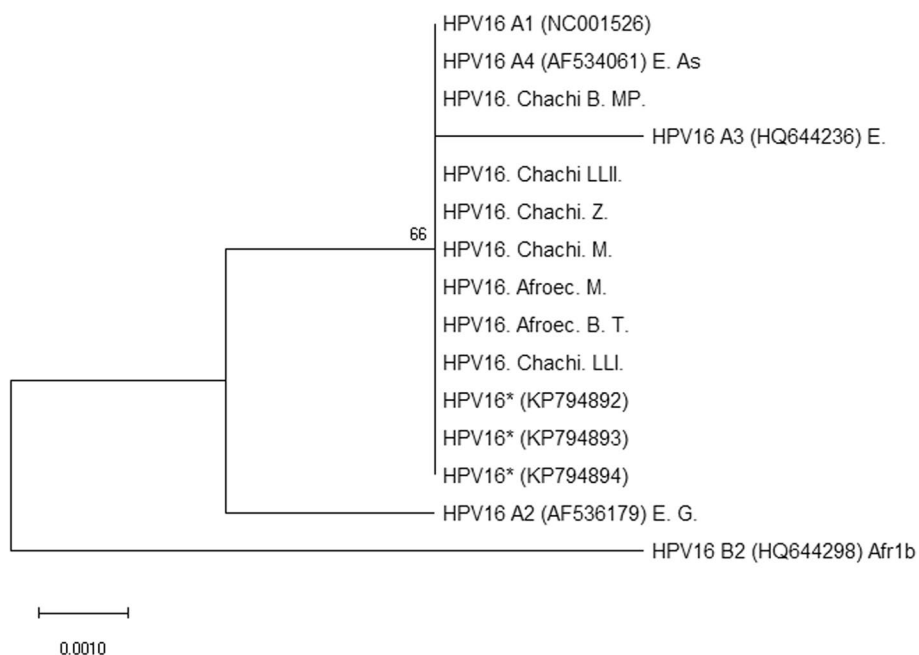 HPV16 A1 (NC001526)
HPV16 A4 (AF534061) E. As
HPV16. Chachi B. MP.
HPV16 A3 (HQ644236) E.
HPV16. Chachi LLII.
HPV16. Chachi. Z.
66
HPV16. Chachi. M.
HPV16. Afroec. M.
HPV16. Afroec. B. T.
HPV16. Chachi. LLI.
HPV16* (KP794892)
HPV16* (KP794893)
HPV16* (KP794894)
HPV16 A2 (AF536179) E. G.
HPV16 B2 (HQ644298) Afr1b
0.0010